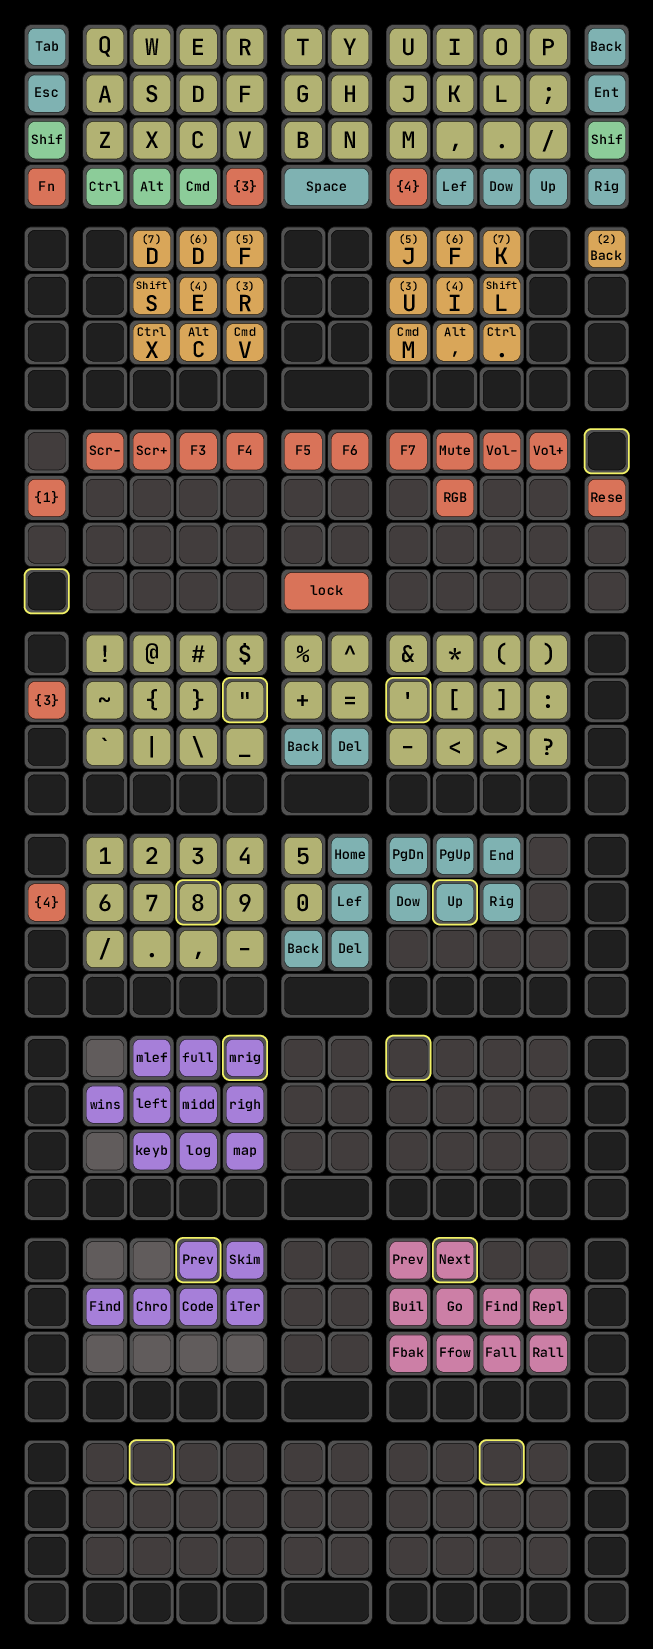 Tab Q W E R T Y U I O P Back
Esc A S D F G H J K L ; Ent
Shif Z X C V B N M , . / Shif
Fn Ctrl Alt Cmd {3} Space {4} Lef Dow Up Rig
(7) (6) (5) (5) (6) (7) (2)
D D F J F K Back
Shift (4) (3) (3) (4) Shift
S E R U I L
Ctrl Alt Cmd Cmd Alt Ctrl
X C V M , .
Scr- Scr+ F3 F4 F5 F6 F7 Mute Vol- Vol+
{1} RGB Rese
lock
! @ # $ % ^ & * ( )
{3} ~ { } " + = ' [ ] :
` | \ _ Back Del - < > ?
1 2 3 4 5 Home PgDn PgUp End
{4} 6 7 8 9 0 Lef Dow Up Rig
/ . , - Back Del
mlef full mrig
wins left midd righ
keyb log map
Prev Skim Prev Next
Find Chro Code iTer Buil Go Find Repl
Fbak Ffow Fall Rall